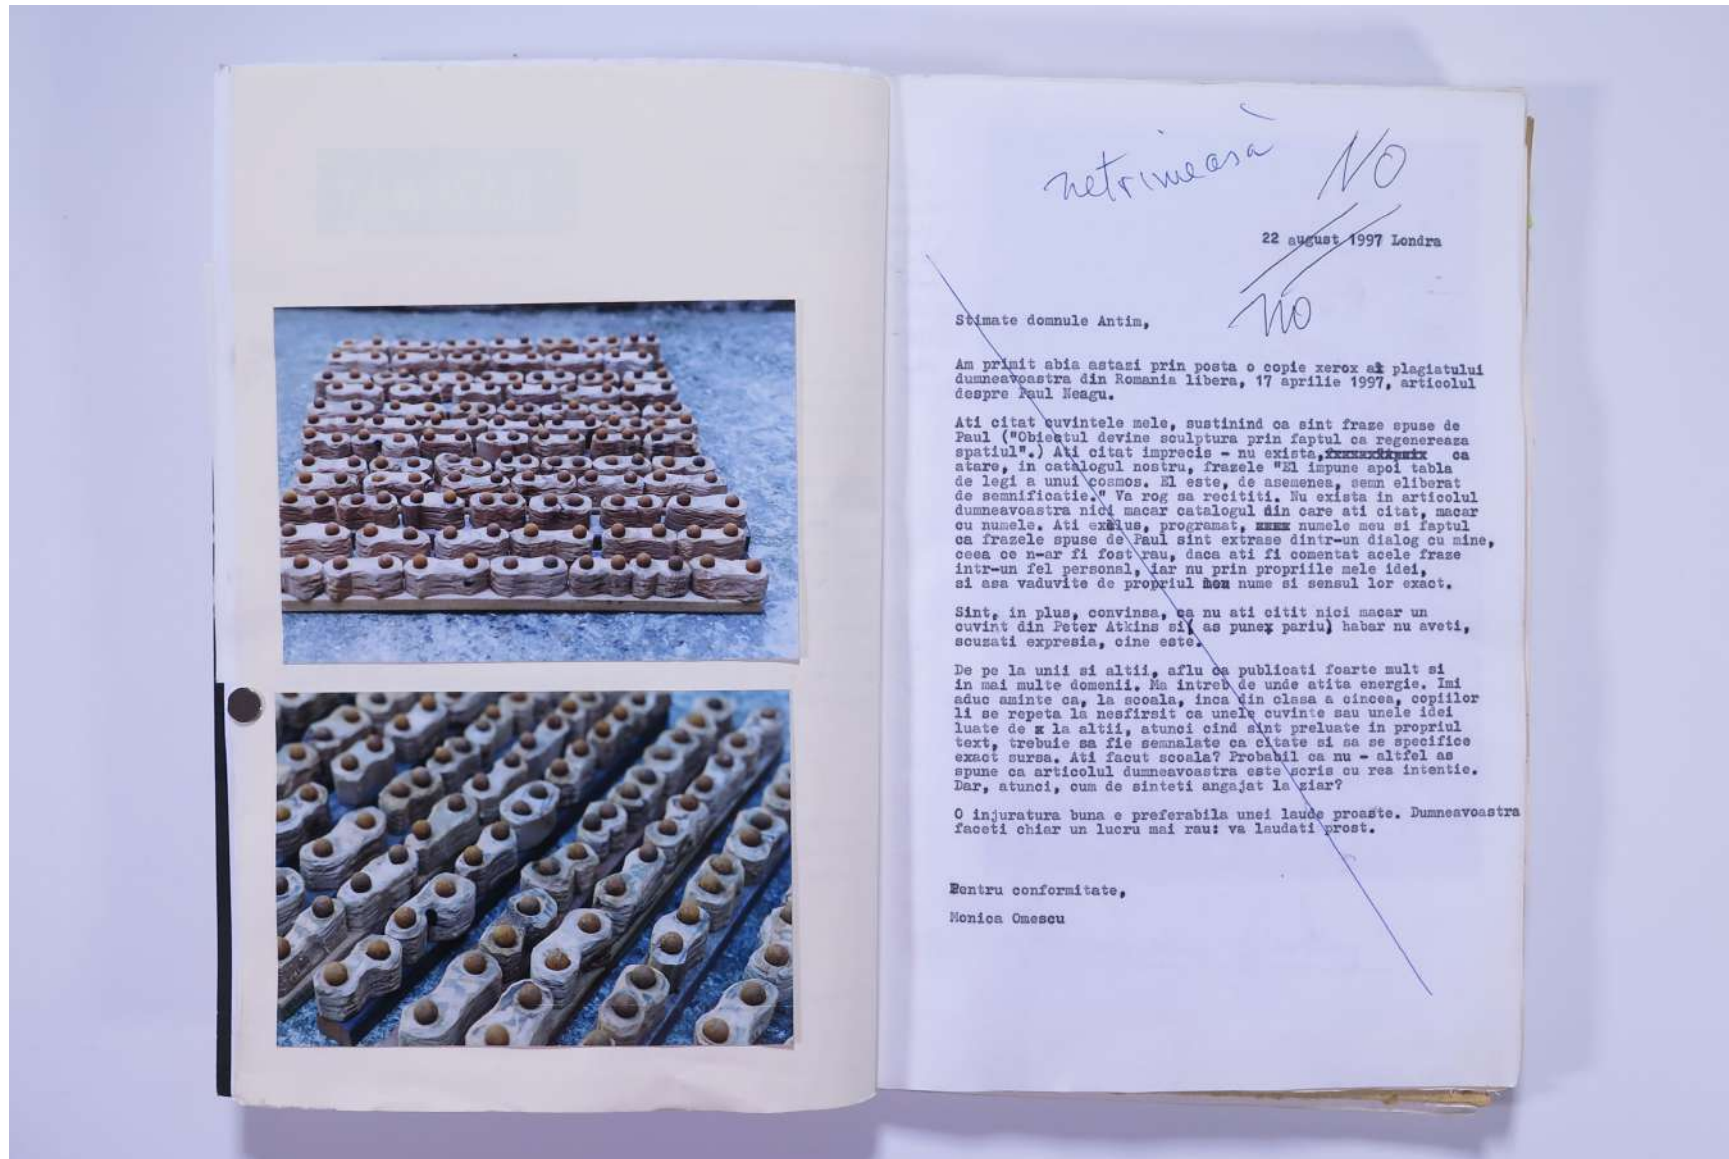 netrimeasă
NO
22 august 1997 Londra
NO
Stimate domnule Antim,
Am primit abia astazi prin posta o copie xerox a plagiatului
dumneavoastra din Romania libera, 17 aprilie 1997, articolul
despre Paul Neagu.
Ati citat cuvintele mele, sustinind ca sint fraze spuse de
Paul ("Obiectul devine sculptura prin faptul ca regenereaza
spatiul".) Ati citat imprecis - nu exista, ca
atare, in catalogul nostru, frazele "El impune apoi tabla
de legi a unui cosmos. El este, de asemenea, semn eliberat
de semnificatie." Va rog sa recititi. Nu exista in articolul
dumneavoastra nici macar catalogul din care ati citat, macar
cu numele. Ati exclus, programat, numele meu si faptul
ca frazele spuse de Paul sint extrase dintr-un dialog cu mine,
ceea ce n-ar fi fost rau, daca ati fi comentat acele fraze
intr-un fel personal, iar nu prin propriile mele idei,
si asa vaduvite de propriul nume si sensul lor exact.
Sint, in plus, convinsa, ca nu ati citit nici macar un
cuvint din Peter Atkins si( as pune pariu) habar nu aveti,
scuzati expresia, cine este.
De pe la unii si altii, aflu ca publicati foarte mult si
in mai multe domenii. Ma intreb de unde atita energie. Imi
aduc aminte ca, la scoala, inca din clasa a cincea, copiilor
li se repeta la nesfirsit ca unele cuvinte sau unele idei
luate de la altii, atunci cind sint preluate in propriul
text, trebuie sa fie semnalate ca citate si sa se specifice
exact sursa. Ati facut scoala? Probabil ca nu - altfel as
spune ca articolul dumneavoastra este scris cu rea intentie.
Dar, atunci, cum de sinteti angajat la ziar?
O injuratura buna e preferabila unei laude proaste. Dumneavoastra
faceti chiar un lucru mai rau: va laudati prost.
Pentru conformitate,
Monica Omescu